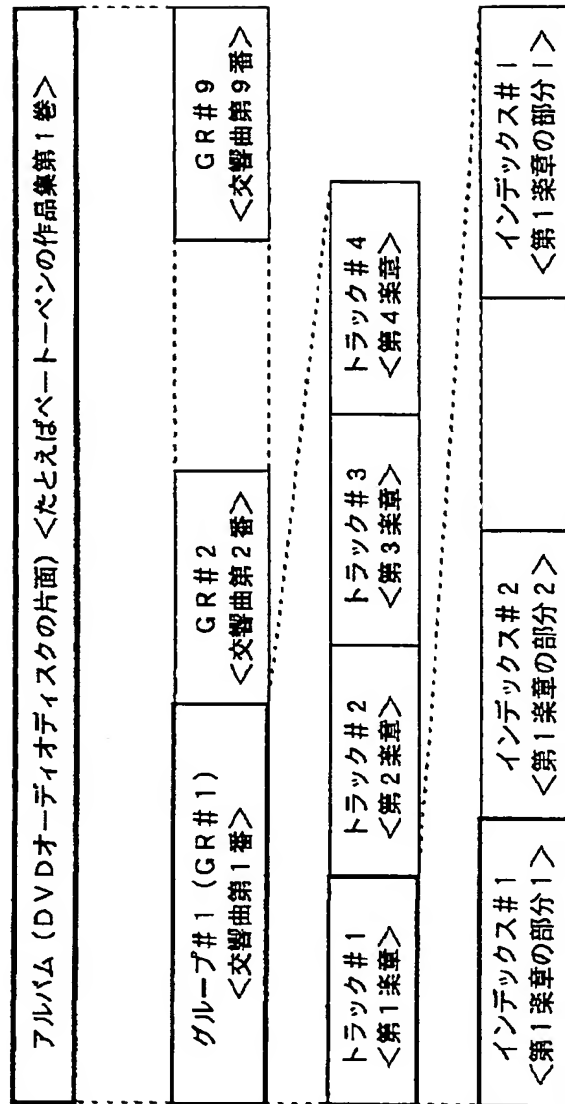 アルバム(DVDオーディオディスクの片面)<たとえばベートーベンの作品集第1巻>
グループ#1(GR#1)
<交響曲第1番>
GR#2
<交響曲第2番>
GR#9
<交響曲第9番>
トラック#1
<第1楽章>
トラック#2
<第2楽章>
トラック#3
<第3楽章>
トラック#4
<第4楽章>
インデックス#1
<第1楽章の部分1>
インデックス#2
<第1楽章の部分2>
インデックス#1
<第1楽章の部分1>